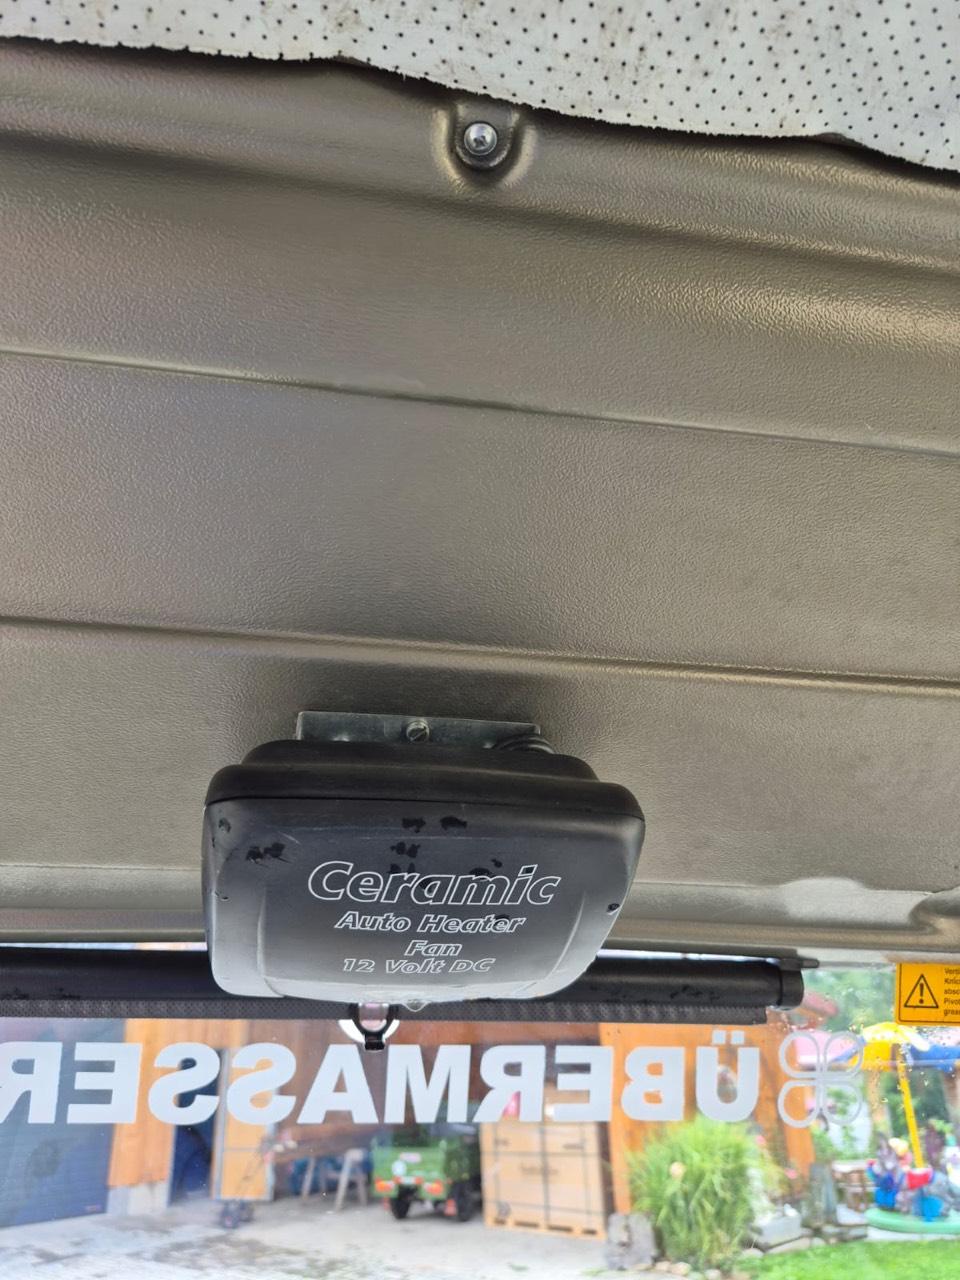 Ceramic
Auto Heater
Fan
12 Volt DC
ÜBERMASSER